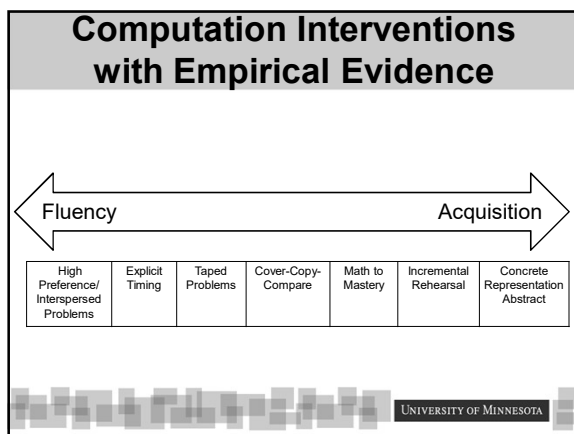 Computation Interventions
with Empirical Evidence
Fluency Acquisition
High
Preference/
Interspersed
Problems
Explicit
Timing
Taped
Problems
Cover-Copy-
Compare
Math to
Mastery
Incremental
Rehearsal
Concrete
Representation
Abstract
UNIVERSITY OF MINNESOTA